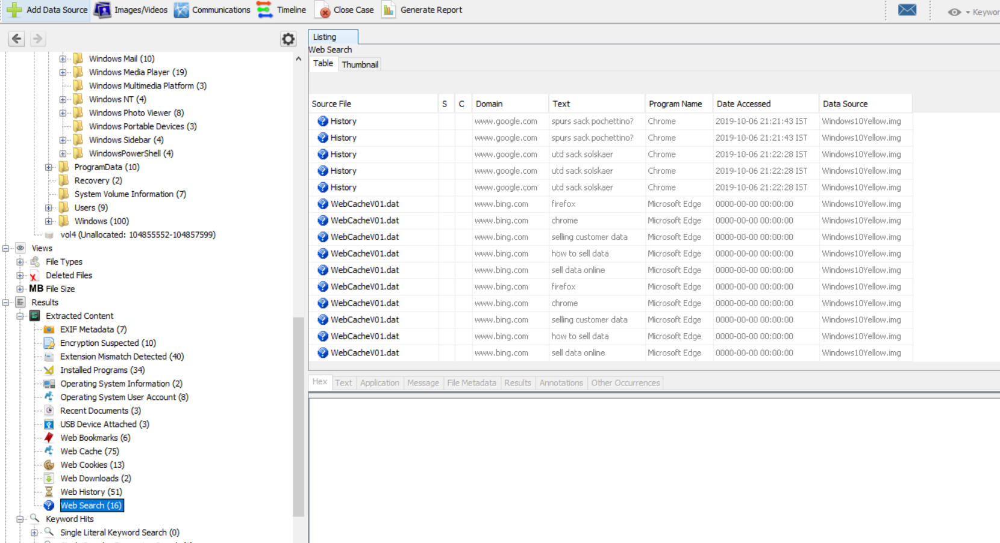 Add Data Source Images/Videos Communications Timeline Close Case Generate Report Keywor
Listing
Web Search
Table Thumbnail
Windows Mail (10)
Windows Media Player (19)
Windows Multimedia Platform (3)
Windows NT (4)
Windows Photo Viewer (8)
Windows Portable Devices (3)
Windows Sidebar (4)
WindowsPowerShell (4)
ProgramData (10)
Recovery (2)
System Volume Information (7)
Users (9)
Windows (100)
vol4 (Unallocated: 104855552-104857599)
Views
File Types
Deleted Files
MB File Size
Results
Extracted Content
EXIF Metadata (7)
Encryption Suspected (10)
Extension Mismatch Detected (40)
Installed Programs (34)
Operating System Information (2)
Operating System User Account (8)
Recent Documents (3)
USB Device Attached (3)
Web Bookmarks (6)
Web Cache (75)
Web Cookies (13)
Web Downloads (2)
Web History (51)
Web Search (16)
Keyword Hits
Single Literal Keyword Search (0)
Source File S C Domain Text Program Name Date Accessed Data Source
History www.google.com spurs sack pochettino? Chrome 2019-10-06 21:21:43 IST Windows10Yellow.img
History www.google.com spurs sack pochettino? Chrome 2019-10-06 21:21:43 IST Windows10Yellow.img
History www.google.com utd sack solskaer Chrome 2019-10-06 21:22:28 IST Windows10Yellow.img
History www.google.com utd sack solskaer Chrome 2019-10-06 21:22:28 IST Windows10Yellow.img
History www.google.com utd sack solskaer Chrome 2019-10-06 21:22:28 IST Windows10Yellow.img
WebCacheV01.dat www.bing.com firefox Microsoft Edge 0000-00-00 00:00:00 Windows10Yellow.img
WebCacheV01.dat www.bing.com chrome Microsoft Edge 0000-00-00 00:00:00 Windows10Yellow.img
WebCacheV01.dat www.bing.com selling customer data Microsoft Edge 0000-00-00 00:00:00 Windows10Yellow.img
WebCacheV01.dat www.bing.com how to sell data Microsoft Edge 0000-00-00 00:00:00 Windows10Yellow.img
WebCacheV01.dat www.bing.com sell data online Microsoft Edge 0000-00-00 00:00:00 Windows10Yellow.img
WebCacheV01.dat www.bing.com firefox Microsoft Edge 0000-00-00 00:00:00 Windows10Yellow.img
WebCacheV01.dat www.bing.com chrome Microsoft Edge 0000-00-00 00:00:00 Windows10Yellow.img
WebCacheV01.dat www.bing.com selling customer data Microsoft Edge 0000-00-00 00:00:00 Windows10Yellow.img
WebCacheV01.dat www.bing.com how to sell data Microsoft Edge 0000-00-00 00:00:00 Windows10Yellow.img
WebCacheV01.dat www.bing.com sell data online Microsoft Edge 0000-00-00 00:00:00 Windows10Yellow.img
Hex Text Application Message File Metadata Results Annotations Other Occurrences